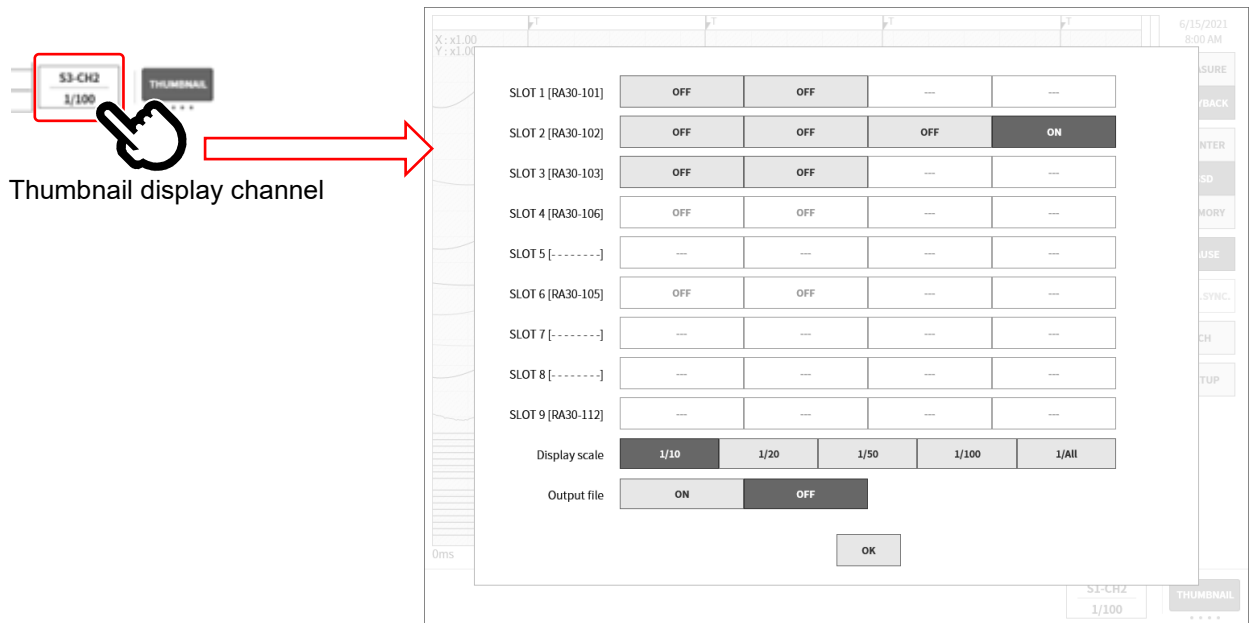 S3-CH2
1/100
THUMBNAIL
Thumbnail display channel
T T T T
X : x1.00
Y : x1.00
6/15/2021
8:00 AM
SLOT 1 [RA30-101] OFF OFF --- ---
SLOT 2 [RA30-102] OFF OFF OFF ON
SLOT 3 [RA30-103] OFF OFF --- ---
SLOT 4 [RA30-106] OFF OFF --- ---
SLOT 5 [--------] --- --- --- ---
SLOT 6 [RA30-105] OFF OFF --- ---
SLOT 7 [--------] --- --- --- ---
SLOT 8 [--------] --- --- --- ---
SLOT 9 [RA30-112] --- --- --- ---
Display scale 1/10 1/20 1/50 1/100 1/All
Output file ON OFF
OK
0ms
S1-CH2
1/100
THUMBNAIL